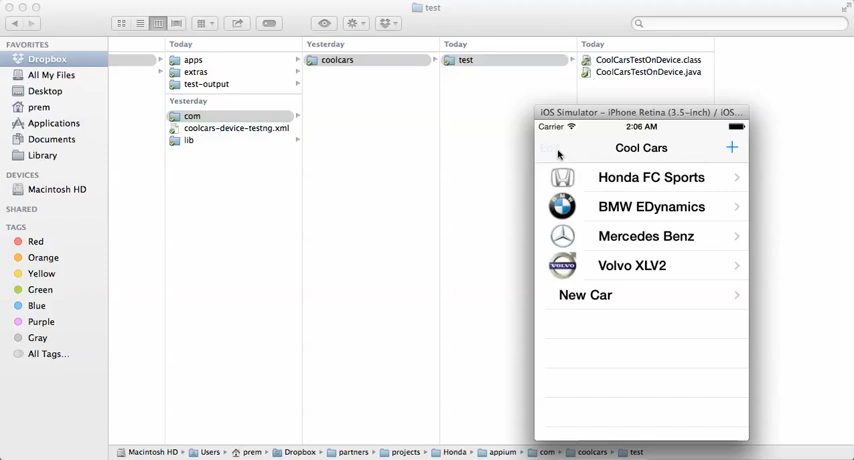 test
FAVORITES
Dropbox
All My Files
Desktop
prem
Applications
Documents
Library
DEVICES
Macintosh HD
SHARED
TAGS
Red
Orange
Yellow
Green
Blue
Purple
Gray
All Tags...
Today
apps
extras
test-output
Yesterday
com
coolcars-device-testng.xml
lib
Yesterday
coolcars
Today
test
Today
CoolCarsTestOnDevice.class
CoolCarsTestOnDevice.java
iOS Simulator - iPhone Retina (3.5-inch) / iOS...
Carrier 2:06 AM
Cool Cars +
Honda FC Sports
BMW EDynamics
Mercedes Benz
VOLVO Volvo XLV2
New Car
Macintosh HD Users prem Dropbox partners projects Honda appium com coolcars test